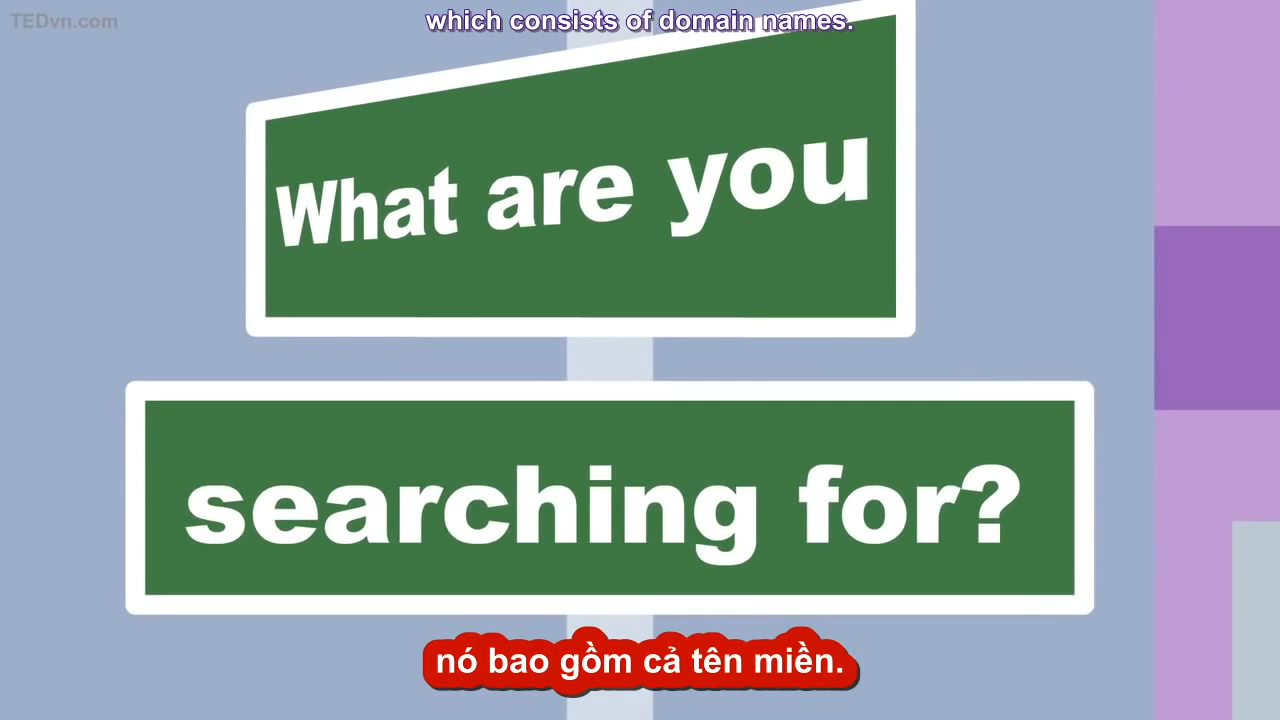 TEDvn.com
which consists of domain names.
What are you
searching for?
nó bao gồm cả tên miền.